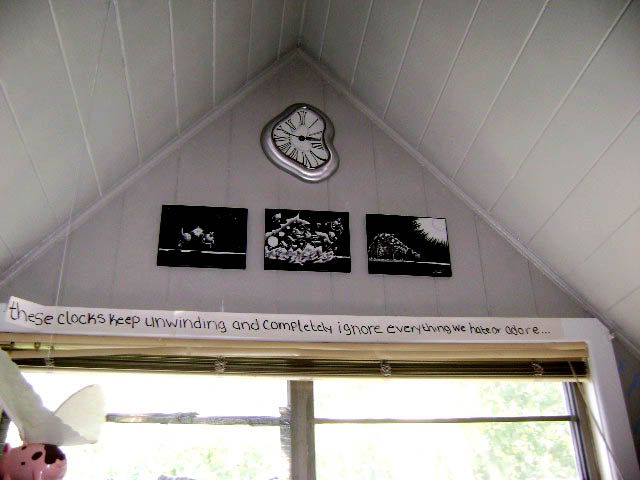 these clocks keep unwinding and completely ignore everything we hate or adore...